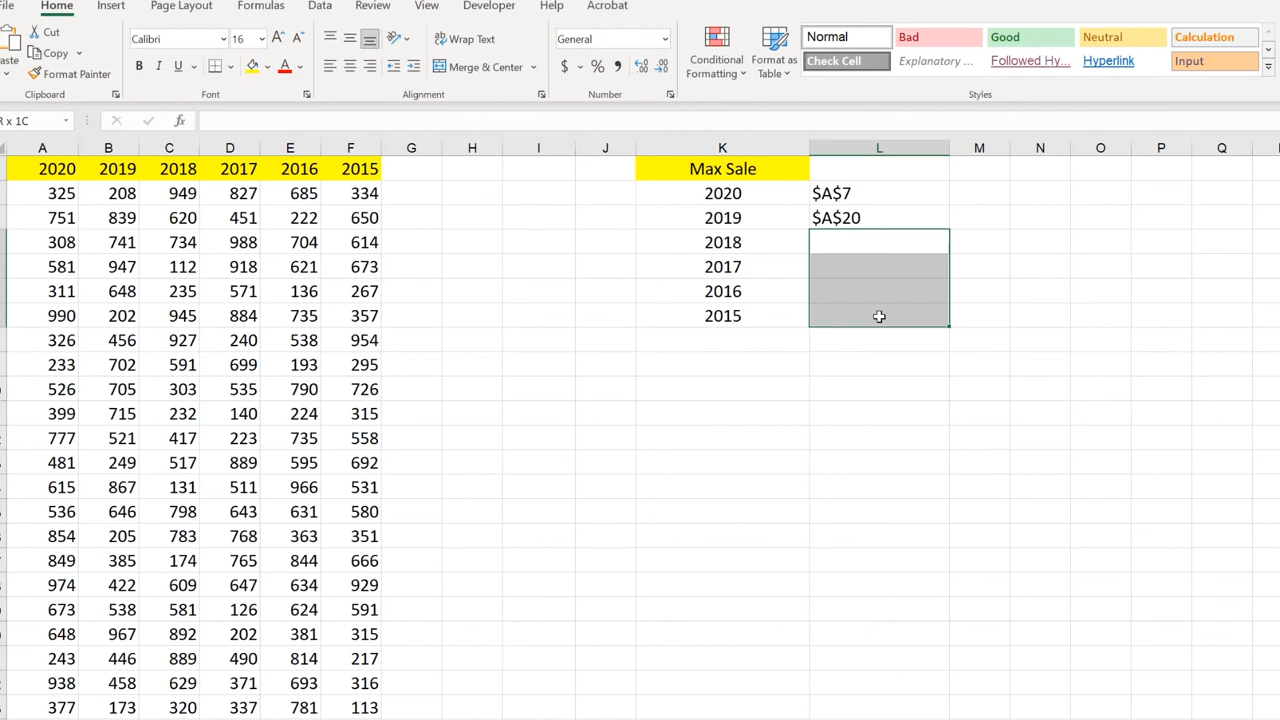 File Home Insert Page Layout Formulas Data Review View Developer Help Acrobat
Cut
Copy
Format Painter
Calibri 16
B I U
Wrap Text
Merge & Center
General
$ %
Conditional Formatting
Format as Table
Normal Bad Good Neutral Calculation
Check Cell Explanatory ... Followed Hy... Hyperlink Input
Clipboard Font Alignment Number Styles
R x 1C fx
A B C D E F G H I J K L M N O P Q
2020 2019 2018 2017 2016 2015 Max Sale
325 208 949 827 685 334 2020 $A$7
751 839 620 451 222 650 2019 $A$20
308 741 734 988 704 614 2018
581 947 112 918 621 673 2017
311 648 235 571 136 267 2016
990 202 945 884 735 357 2015
326 456 927 240 538 954
233 702 591 699 193 295
526 705 303 535 790 726
399 715 232 140 224 315
777 521 417 223 735 558
481 249 517 889 595 692
615 867 131 511 966 531
536 646 798 643 631 580
854 205 783 768 363 351
849 385 174 765 844 666
974 422 609 647 634 929
673 538 581 126 624 591
648 967 892 202 381 315
243 446 889 490 814 217
938 458 629 371 693 316
377 173 320 337 781 113